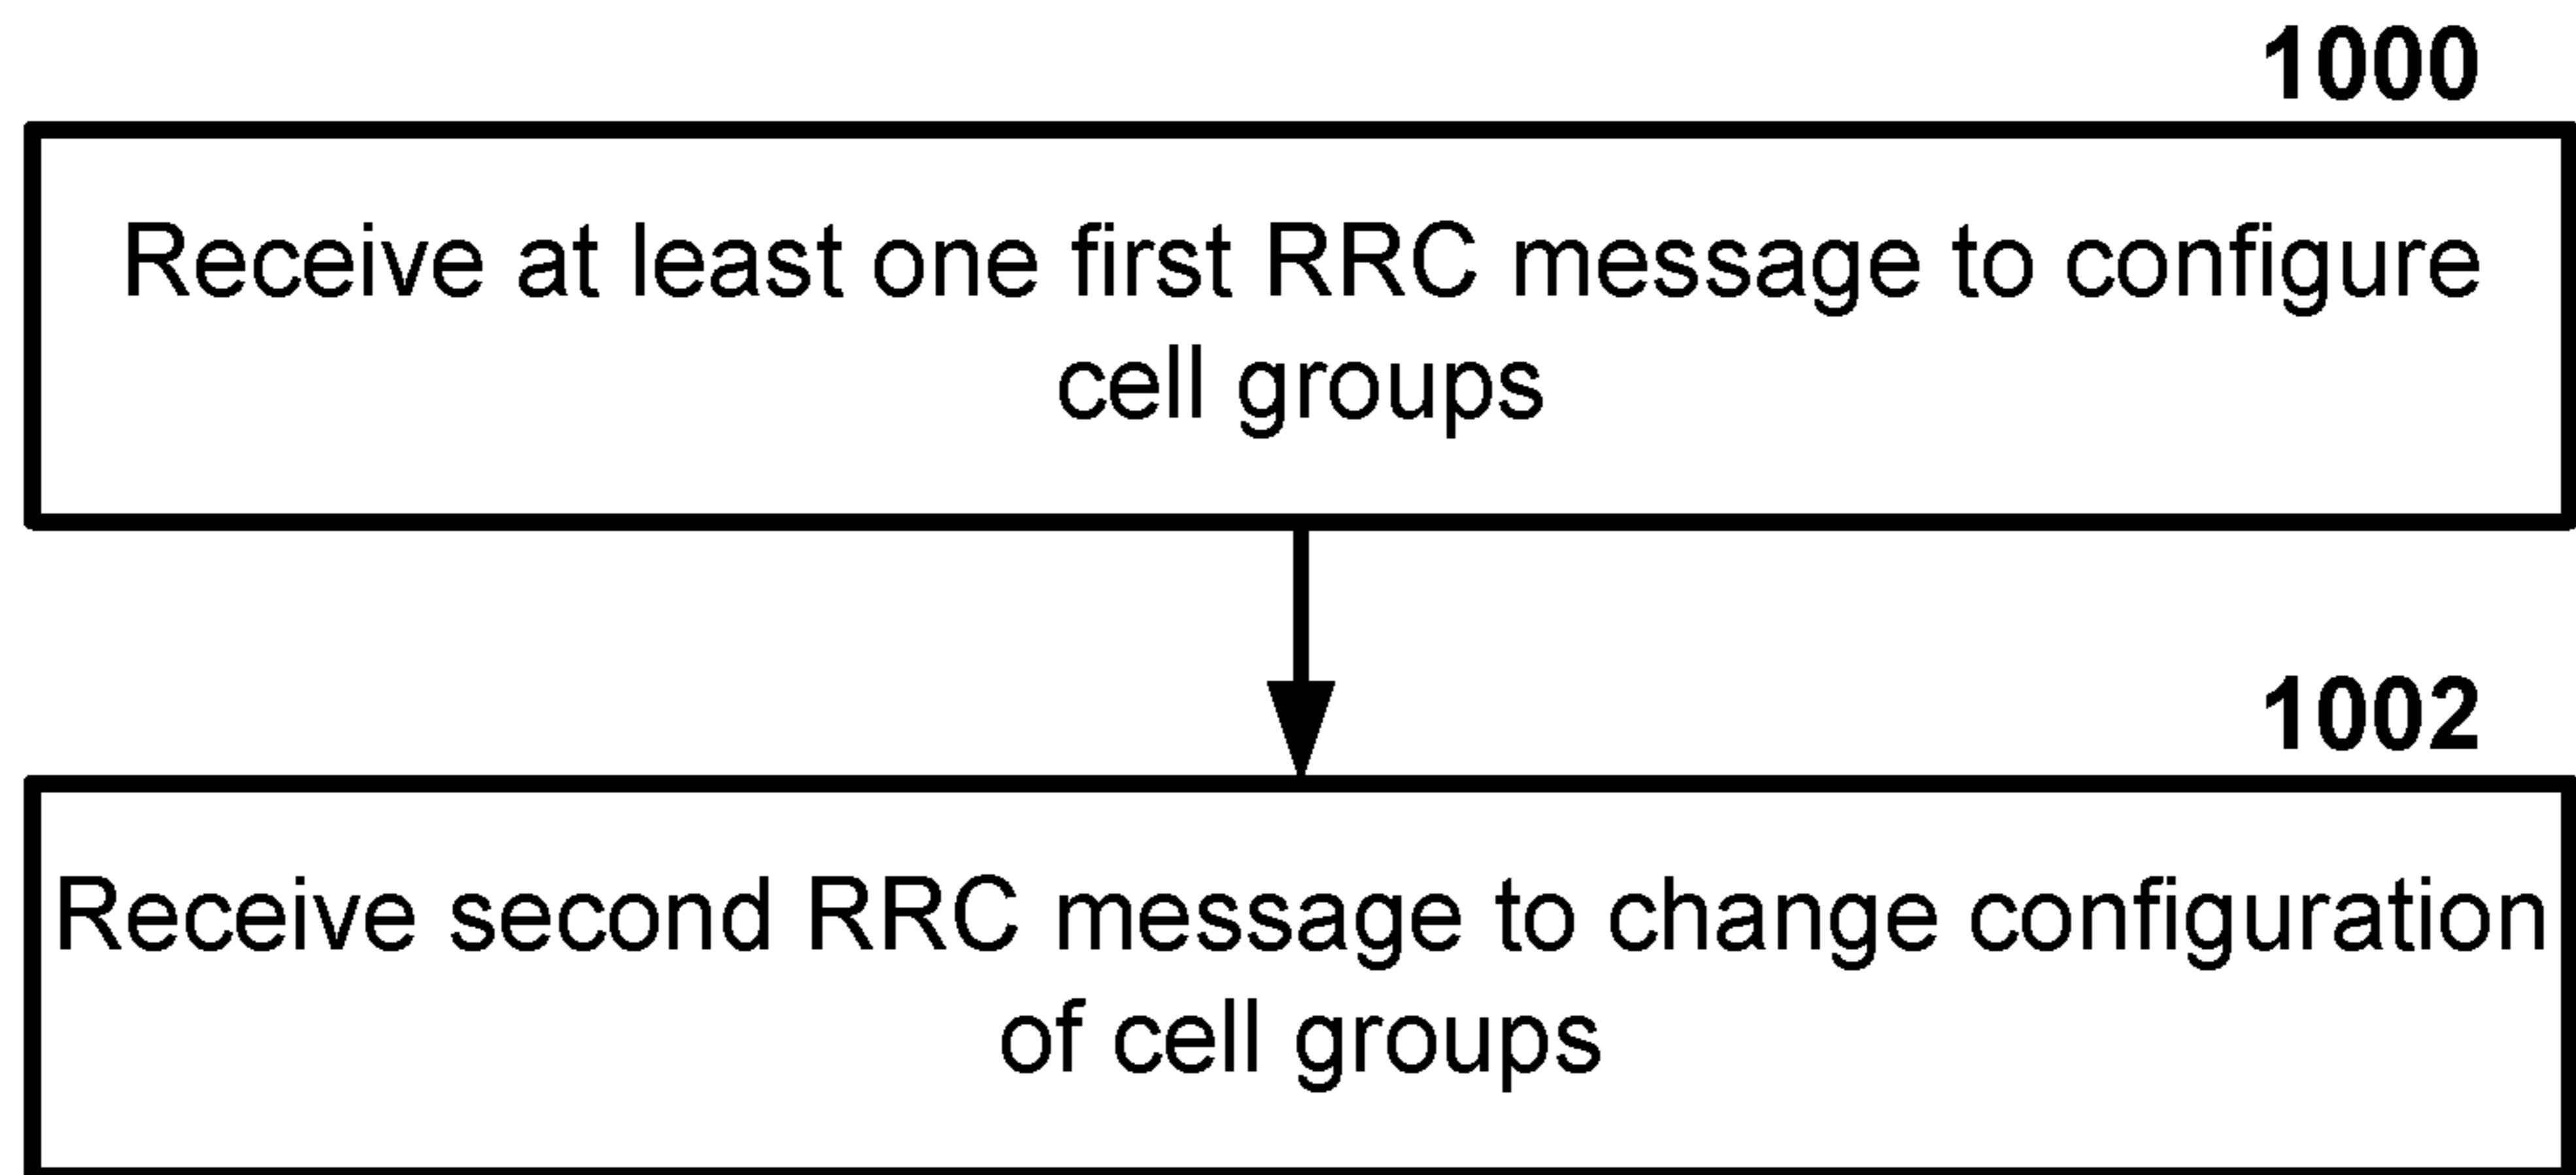 1000
Receive at least one first RRC message to configure
cell groups
1002
Receive second RRC message to change configuration
of cell groups